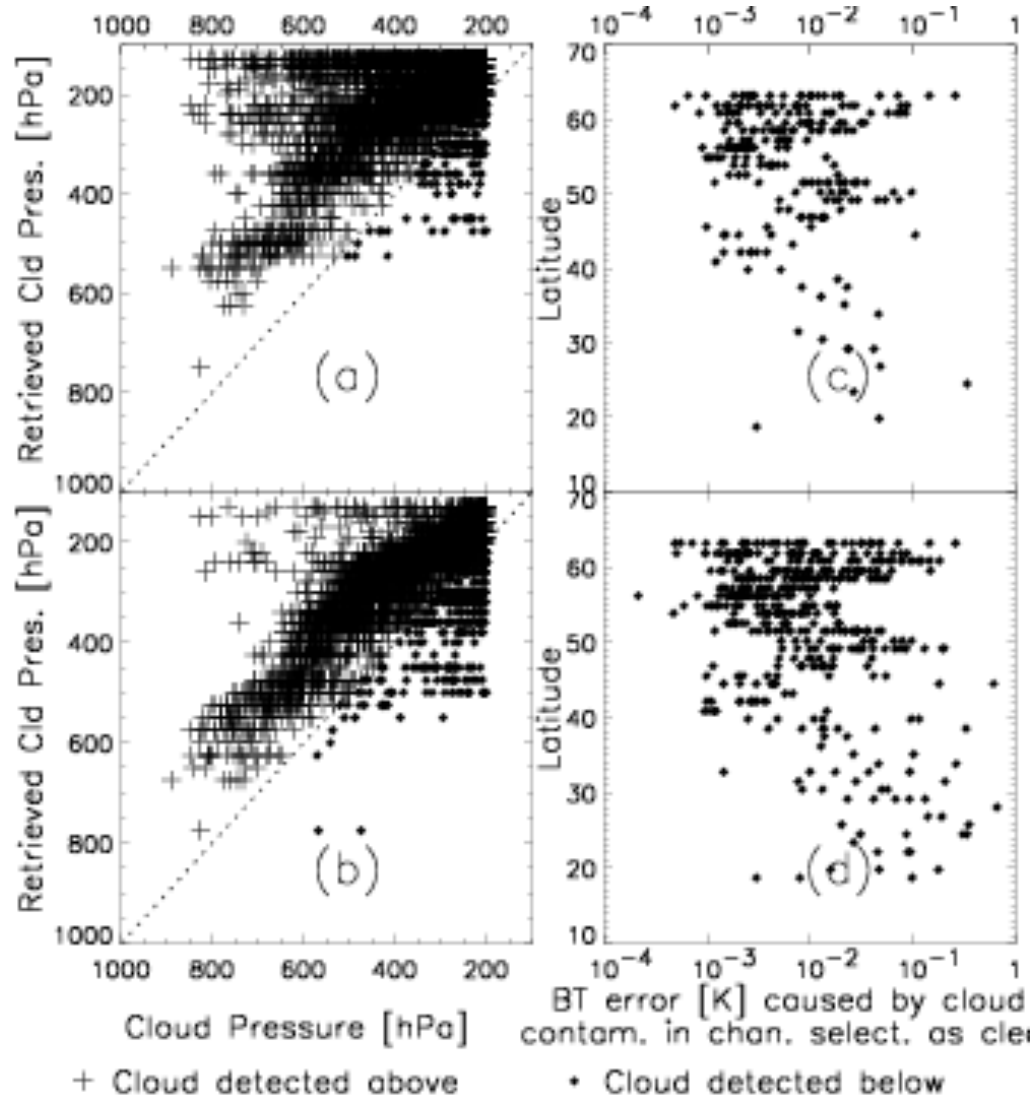 1000 800 600 400 200
10⁻⁴ 10⁻³ 10⁻² 10⁻¹ 1
Retrieved Cld Pres. [hPa]
200
400
600
800
1000
(a)
Latitude
70
60
50
40
30
20
10
(c)
Retrieved Cld Pres. [hPa]
200
400
600
800
1000
(b)
Latitude
70
60
50
40
30
20
10
(d)
1000 800 600 400 200
10⁻⁴ 10⁻³ 10⁻² 10⁻¹ 1
Cloud Pressure [hPa]
BT error [K] caused by cloud
contam. in chan. select. as clea
+ Cloud detected above
♦ Cloud detected below